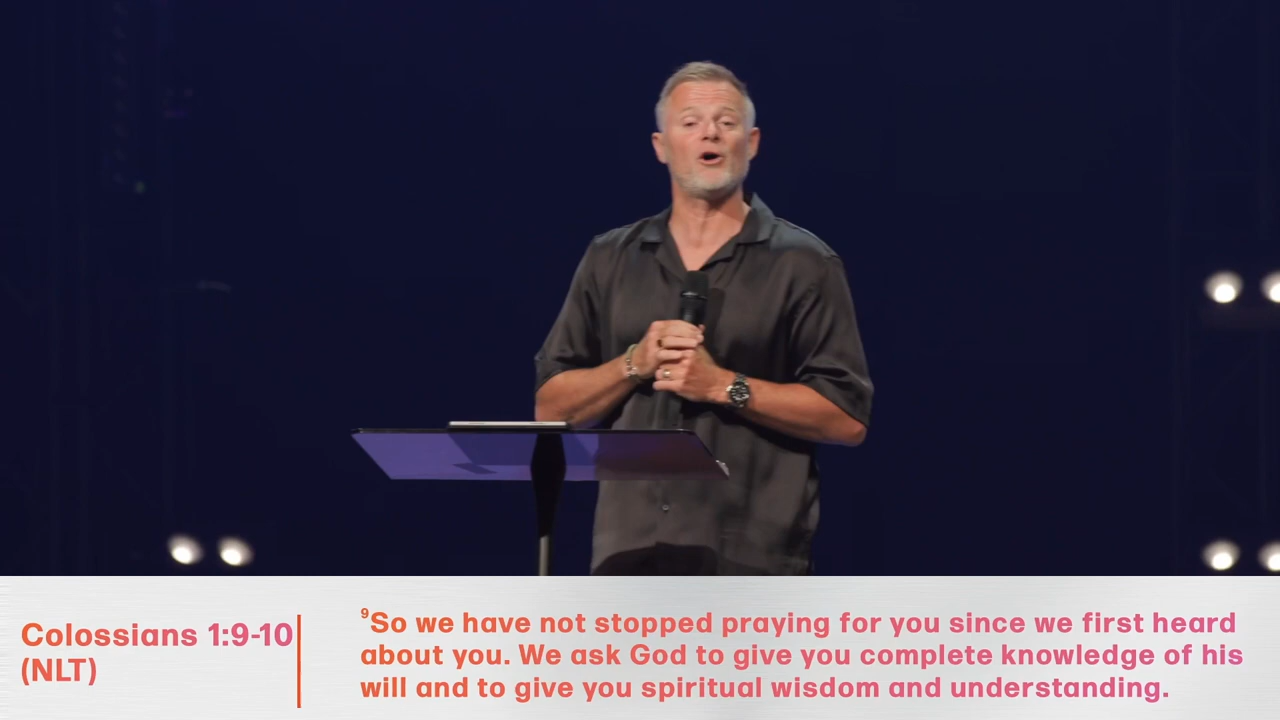 Colossians 1:9-10
(NLT)
⁹So we have not stopped praying for you since we first heard
about you. We ask God to give you complete knowledge of his
will and to give you spiritual wisdom and understanding.